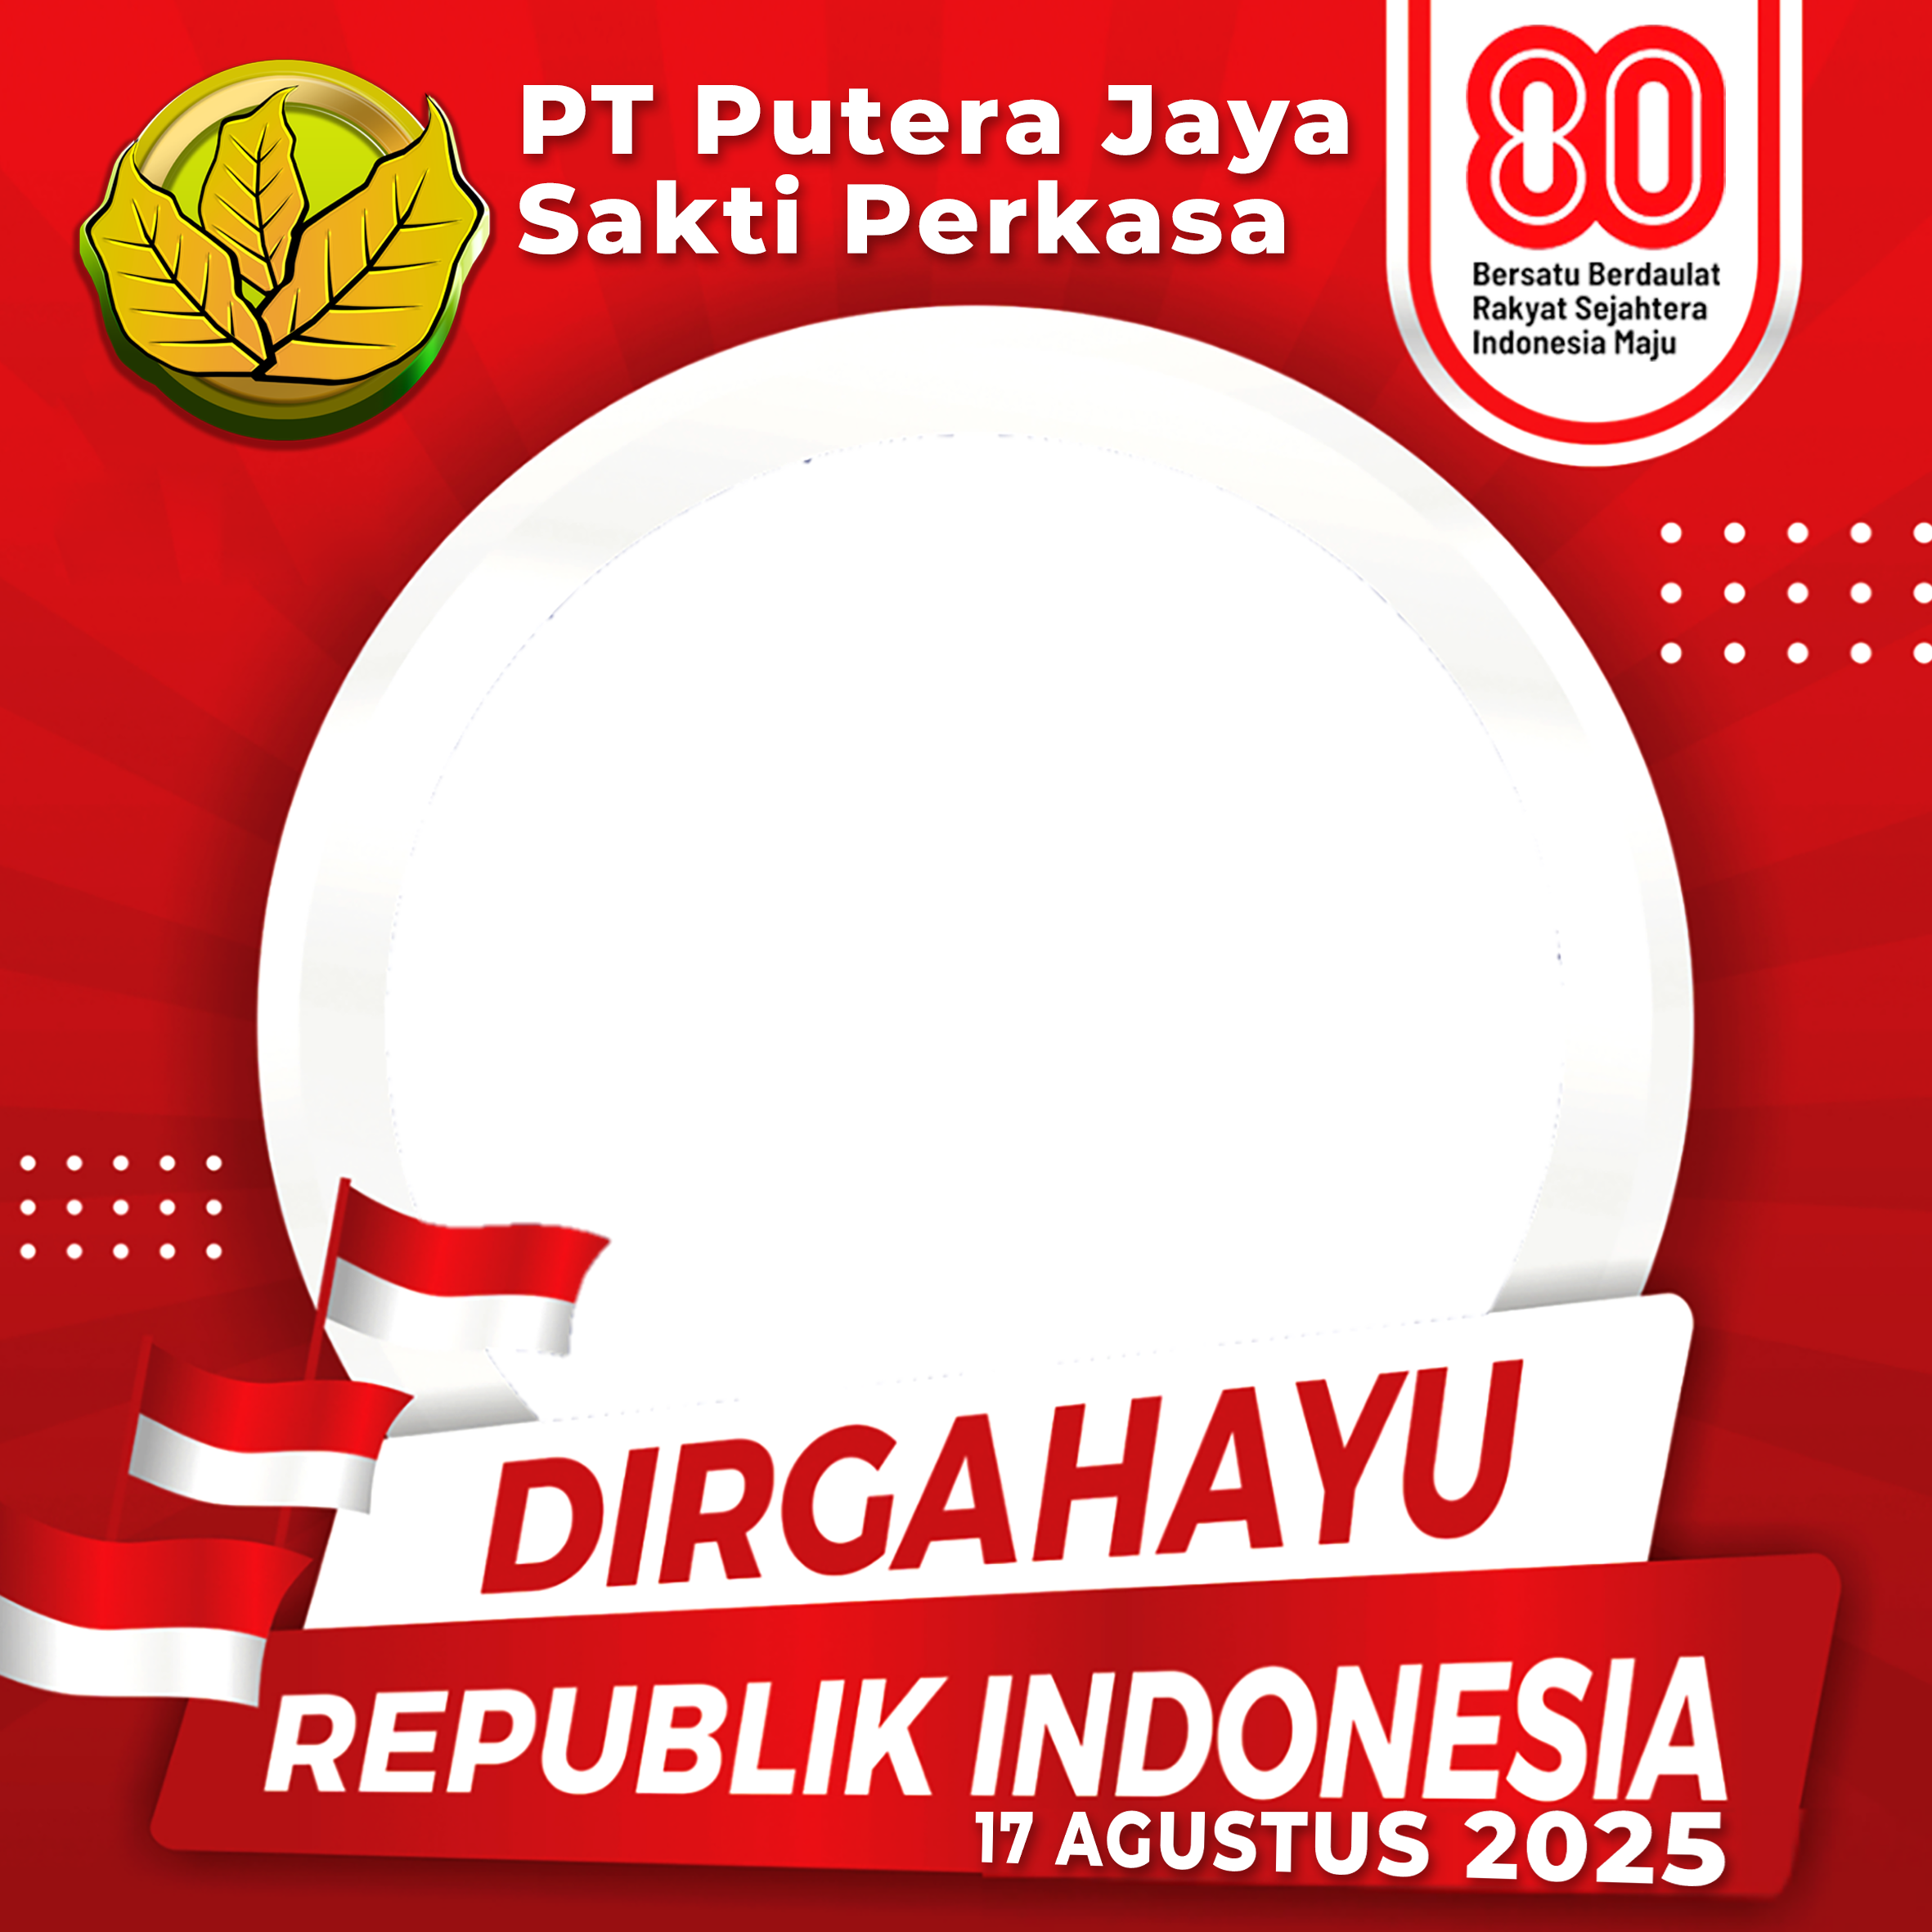 PT Putera Jaya
Sakti Perkasa
80
Bersatu Berdaulat
Rakyat Sejahtera
Indonesia Maju
DIRGAHAYU
REPUBLIK INDONESIA
17 AGUSTUS 2025